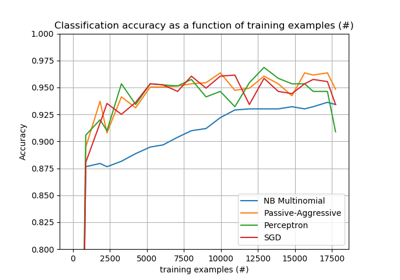 Classification accuracy as a function of training examples (#)
1.000
0.975
0.950
0.925
0.900
0.875
0.850
0.825
0.800
Accuracy
NB Multinomial
Passive-Aggressive
Perceptron
SGD
0 2500 5000 7500 10000 12500 15000 17500
training examples (#)